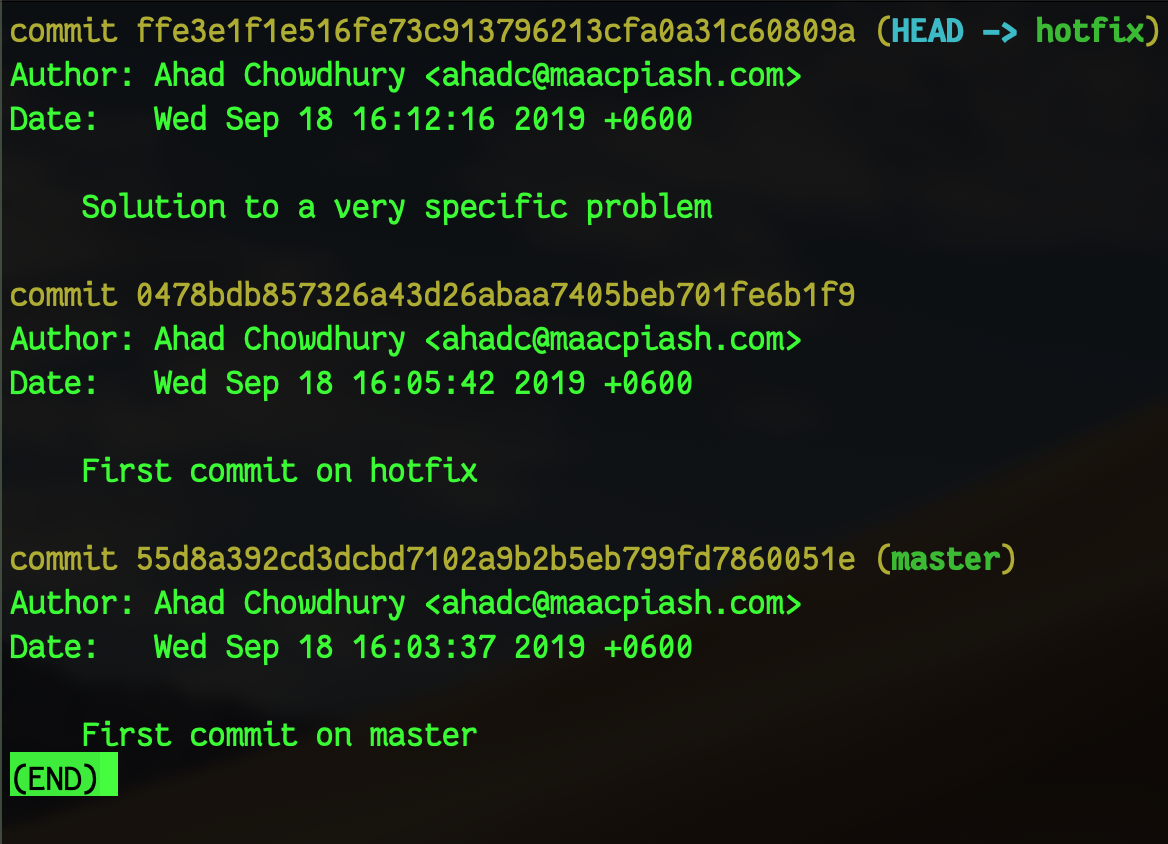 commit ffe3e1f1e516fe73c913796213cfa0a31c60809a (HEAD -> hotfix)
Author: Ahad Chowdhury <ahadc@maacpiash.com>
Date:   Wed Sep 18 16:12:16 2019 +0600
    Solution to a very specific problem
commit 0478bdb857326a43d26abaa7405beb701fe6b1f9
Author: Ahad Chowdhury <ahadc@maacpiash.com>
Date:   Wed Sep 18 16:05:42 2019 +0600
    First commit on hotfix
commit 55d8a392cd3dcbd7102a9b2b5eb799fd7860051e (master)
Author: Ahad Chowdhury <ahadc@maacpiash.com>
Date:   Wed Sep 18 16:03:37 2019 +0600
    First commit on master
(END)